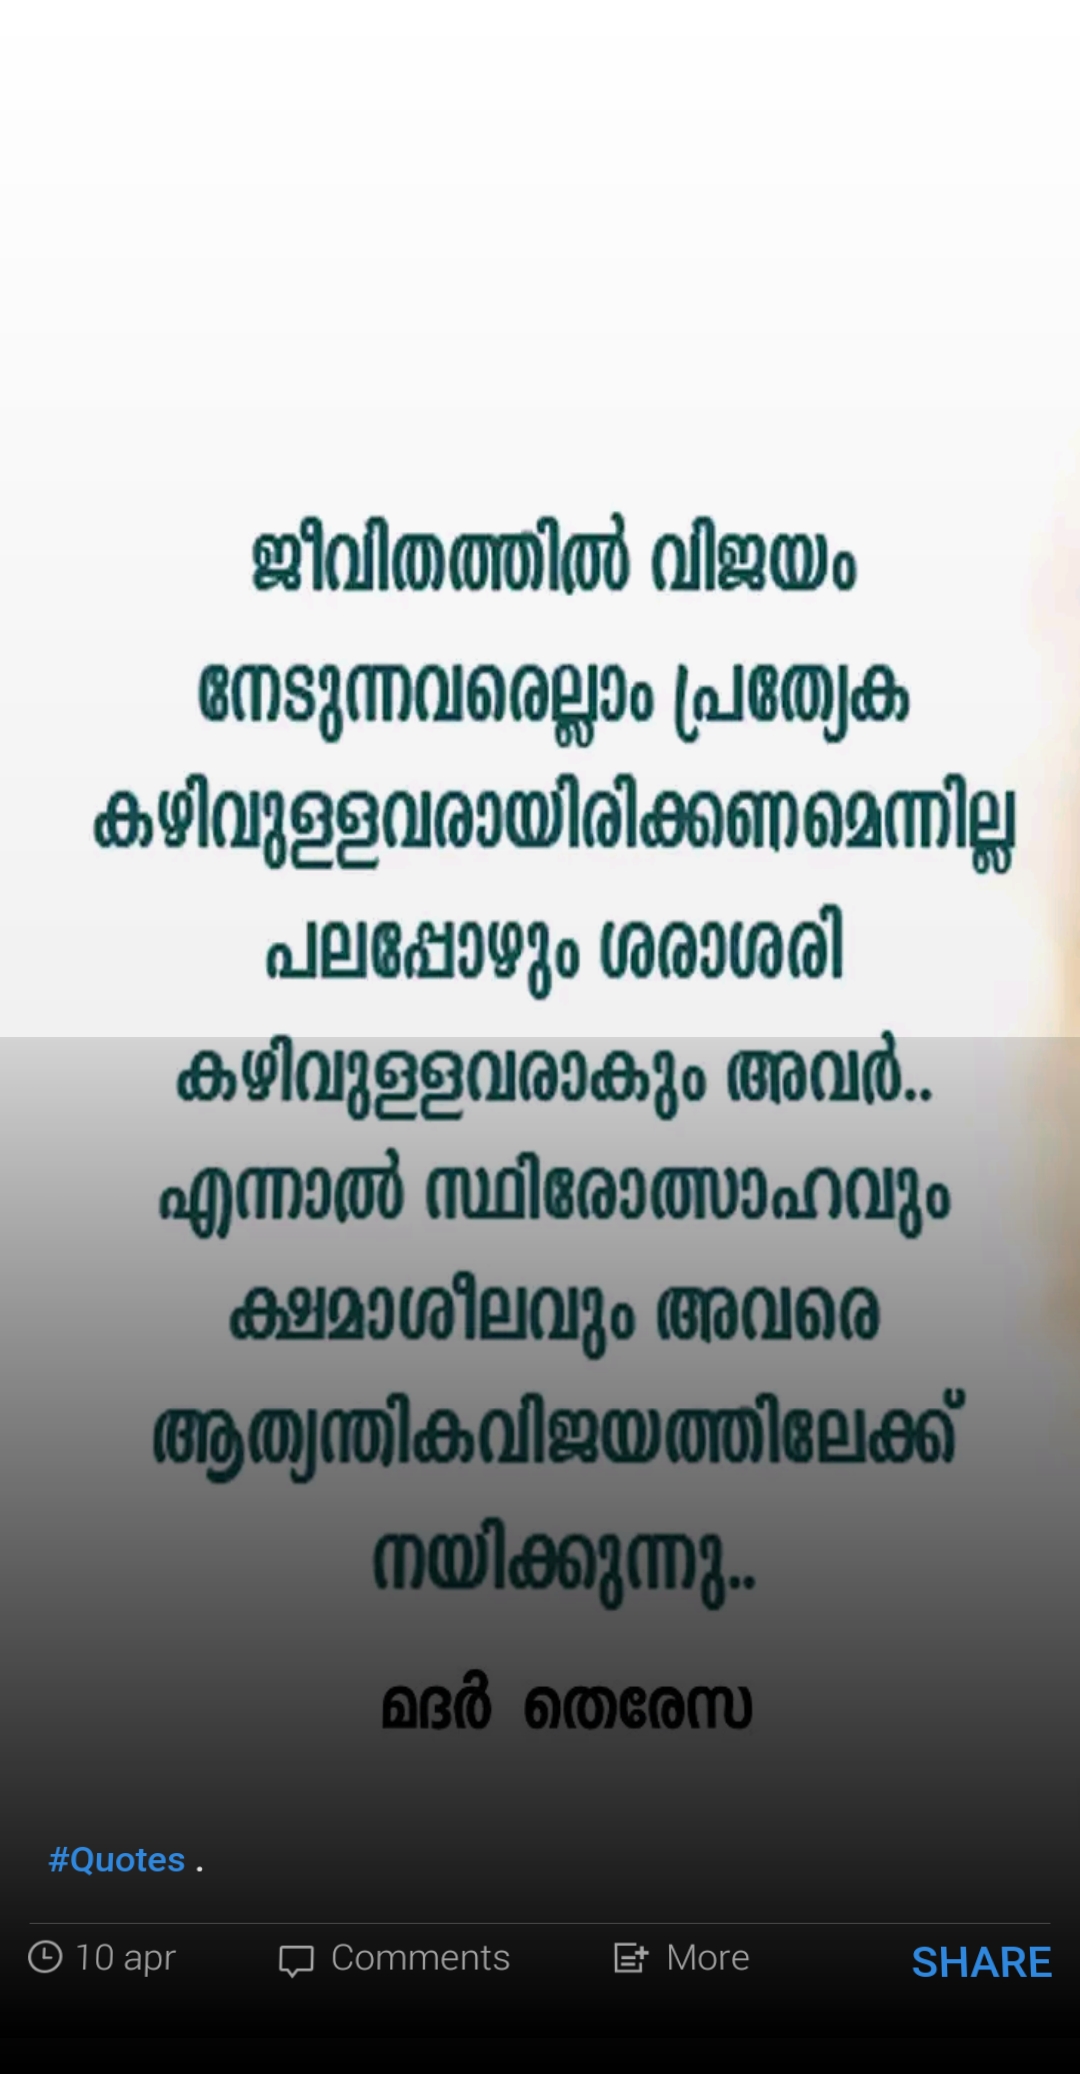 ജീവിതത്തിൽ വിജയം
നേടുന്നവരെല്ലാം പ്രത്യേക
കഴിവുള്ളവരായിരിക്കണമെന്നില്ല
പലപ്പോഴും ശരാശരി
കഴിവുള്ളവരാകും അവർ..
എന്നാൽ സ്ഥിരോത്സാഹവും
ക്ഷമാശീലവും അവരെ
ആത്യന്തികവിജയത്തിലേക്ക്
നയിക്കുന്നു..
മദർ തെരേസ
#Quotes .
10 apr Comments More SHARE